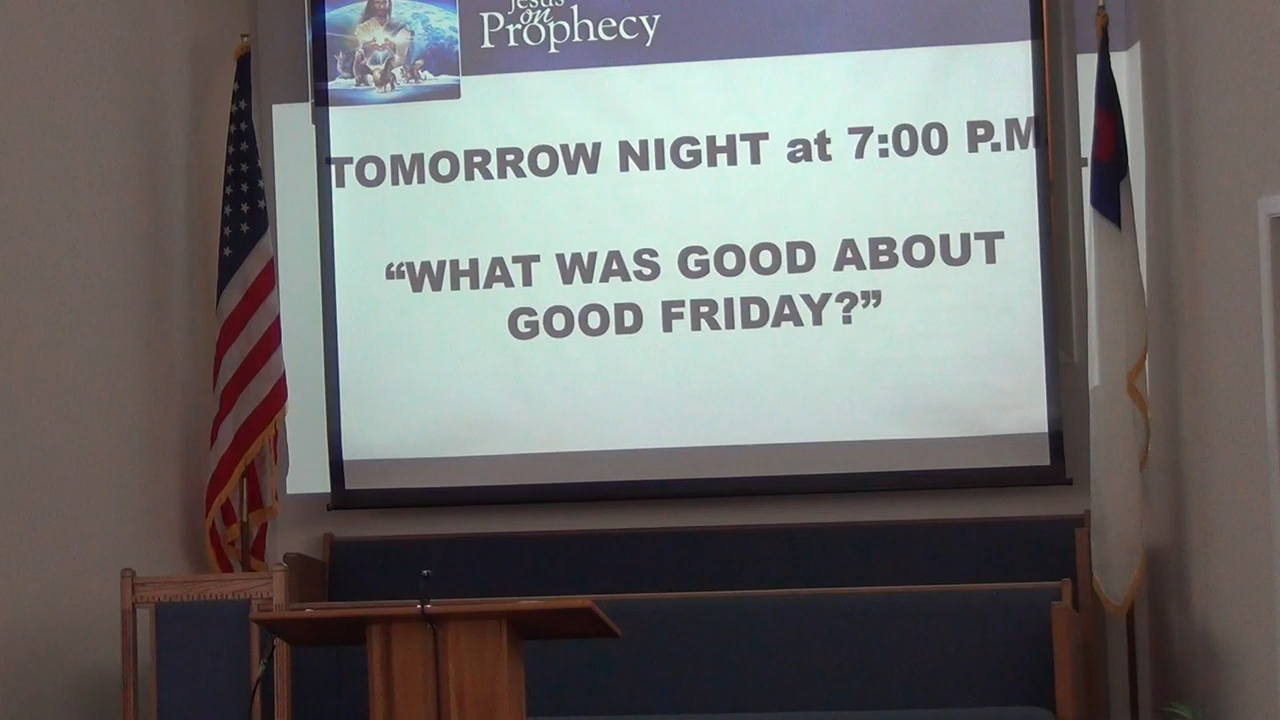 Jesus
on
Prophecy
TOMORROW NIGHT at 7:00 P.M.
“WHAT WAS GOOD ABOUT
GOOD FRIDAY?”